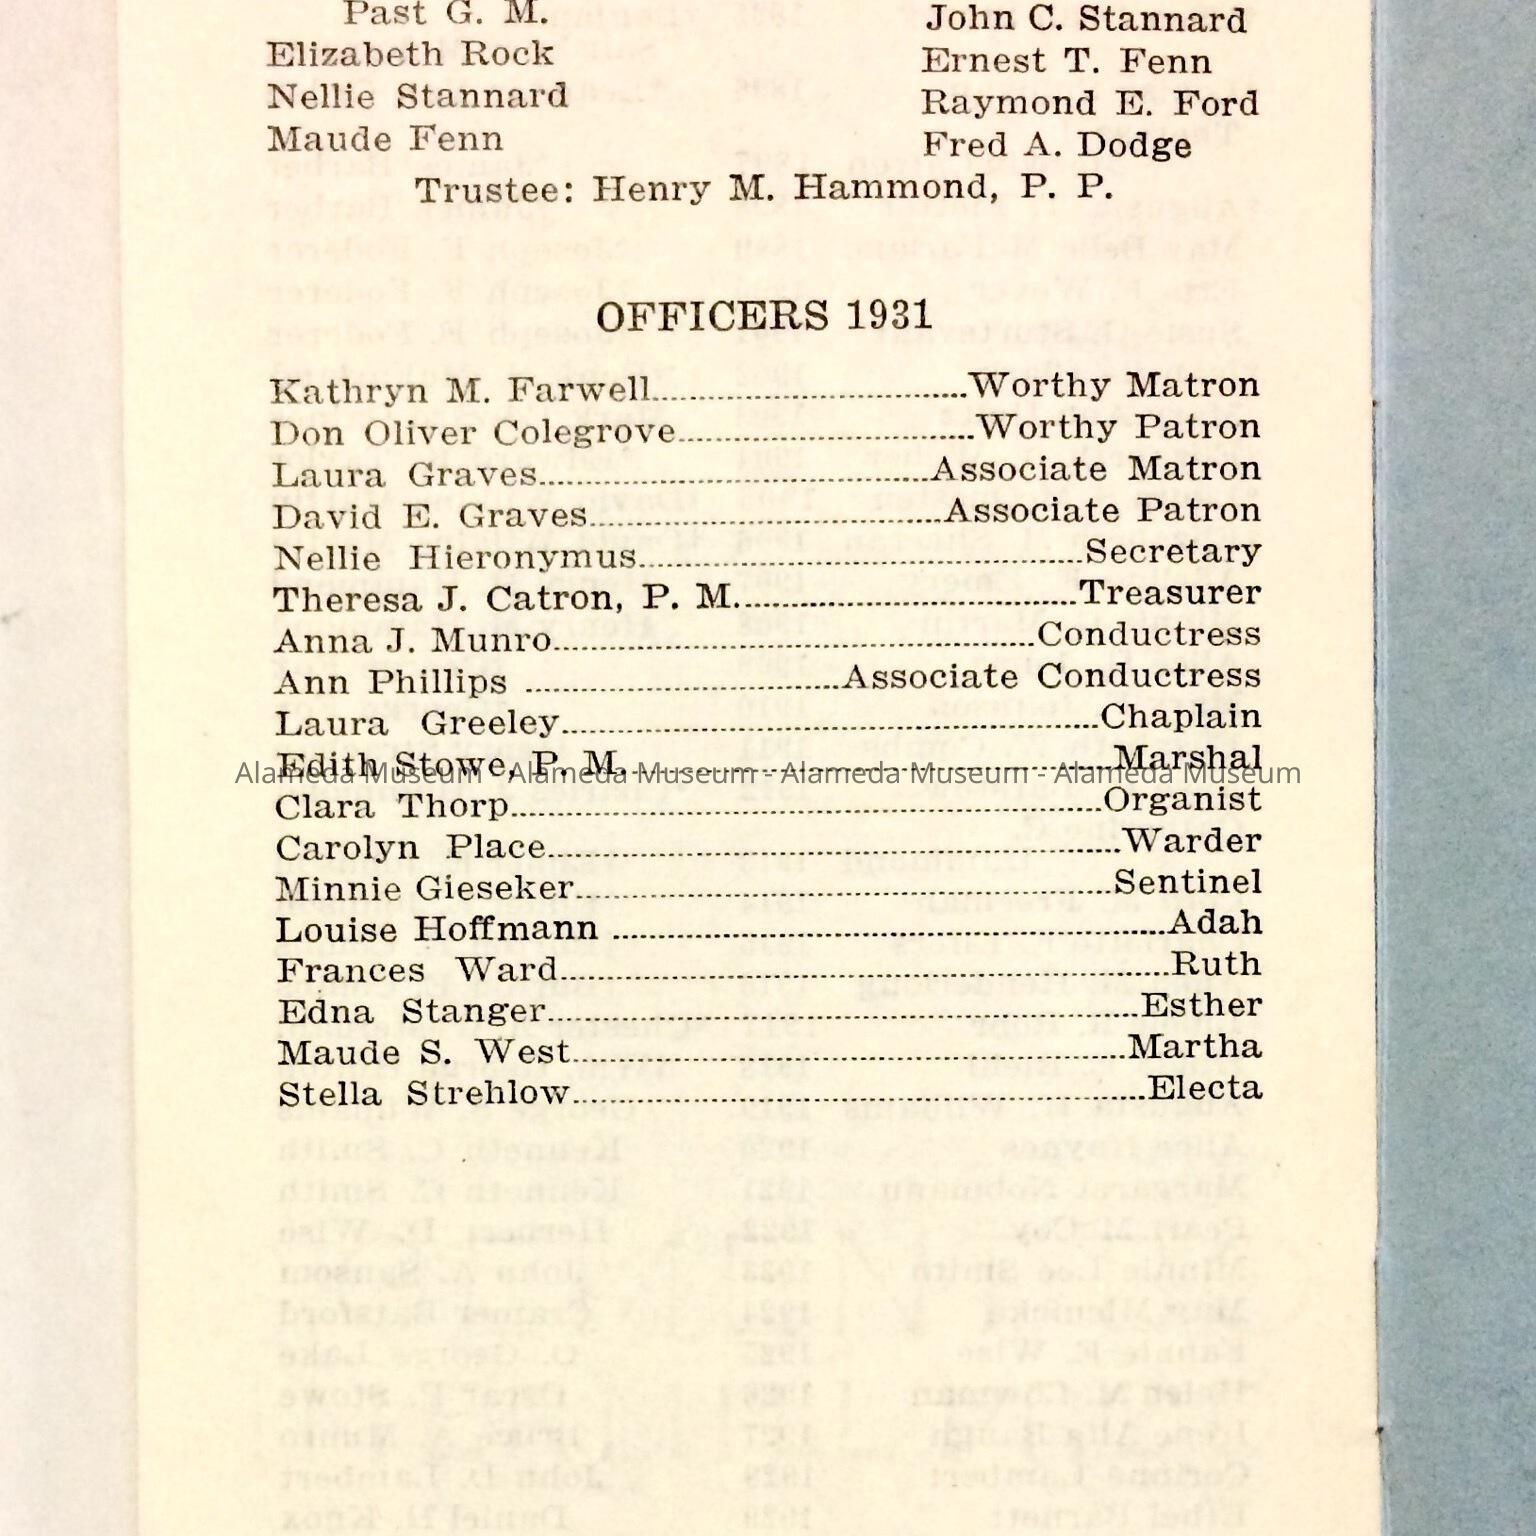 Past G. M.
Elizabeth Rock
Nellie Stannard
Maude Fenn
John C. Stannard
Ernest T. Fenn
Raymond E. Ford
Fred A. Dodge
Trustee: Henry M. Hammond, P. P.
OFFICERS 1931
Kathryn M. Farwell Worthy Matron
Don Oliver Colegrove Worthy Patron
Laura Graves Associate Matron
David E. Graves Associate Patron
Nellie Hieronymus Secretary
Theresa J. Catron, P. M. Treasurer
Anna J. Munro Conductress
Ann Phillips Associate Conductress
Laura Greeley Chaplain
Edith Stowe, P. M. Marshal
Alameda Museum - Alameda Museum - Alameda Museum - Alameda Museum
Clara Thorp Organist
Carolyn Place Warder
Minnie Gieseker Sentinel
Louise Hoffmann Adah
Frances Ward Ruth
Edna Stanger Esther
Maude S. West Martha
Stella Strehlow Electa